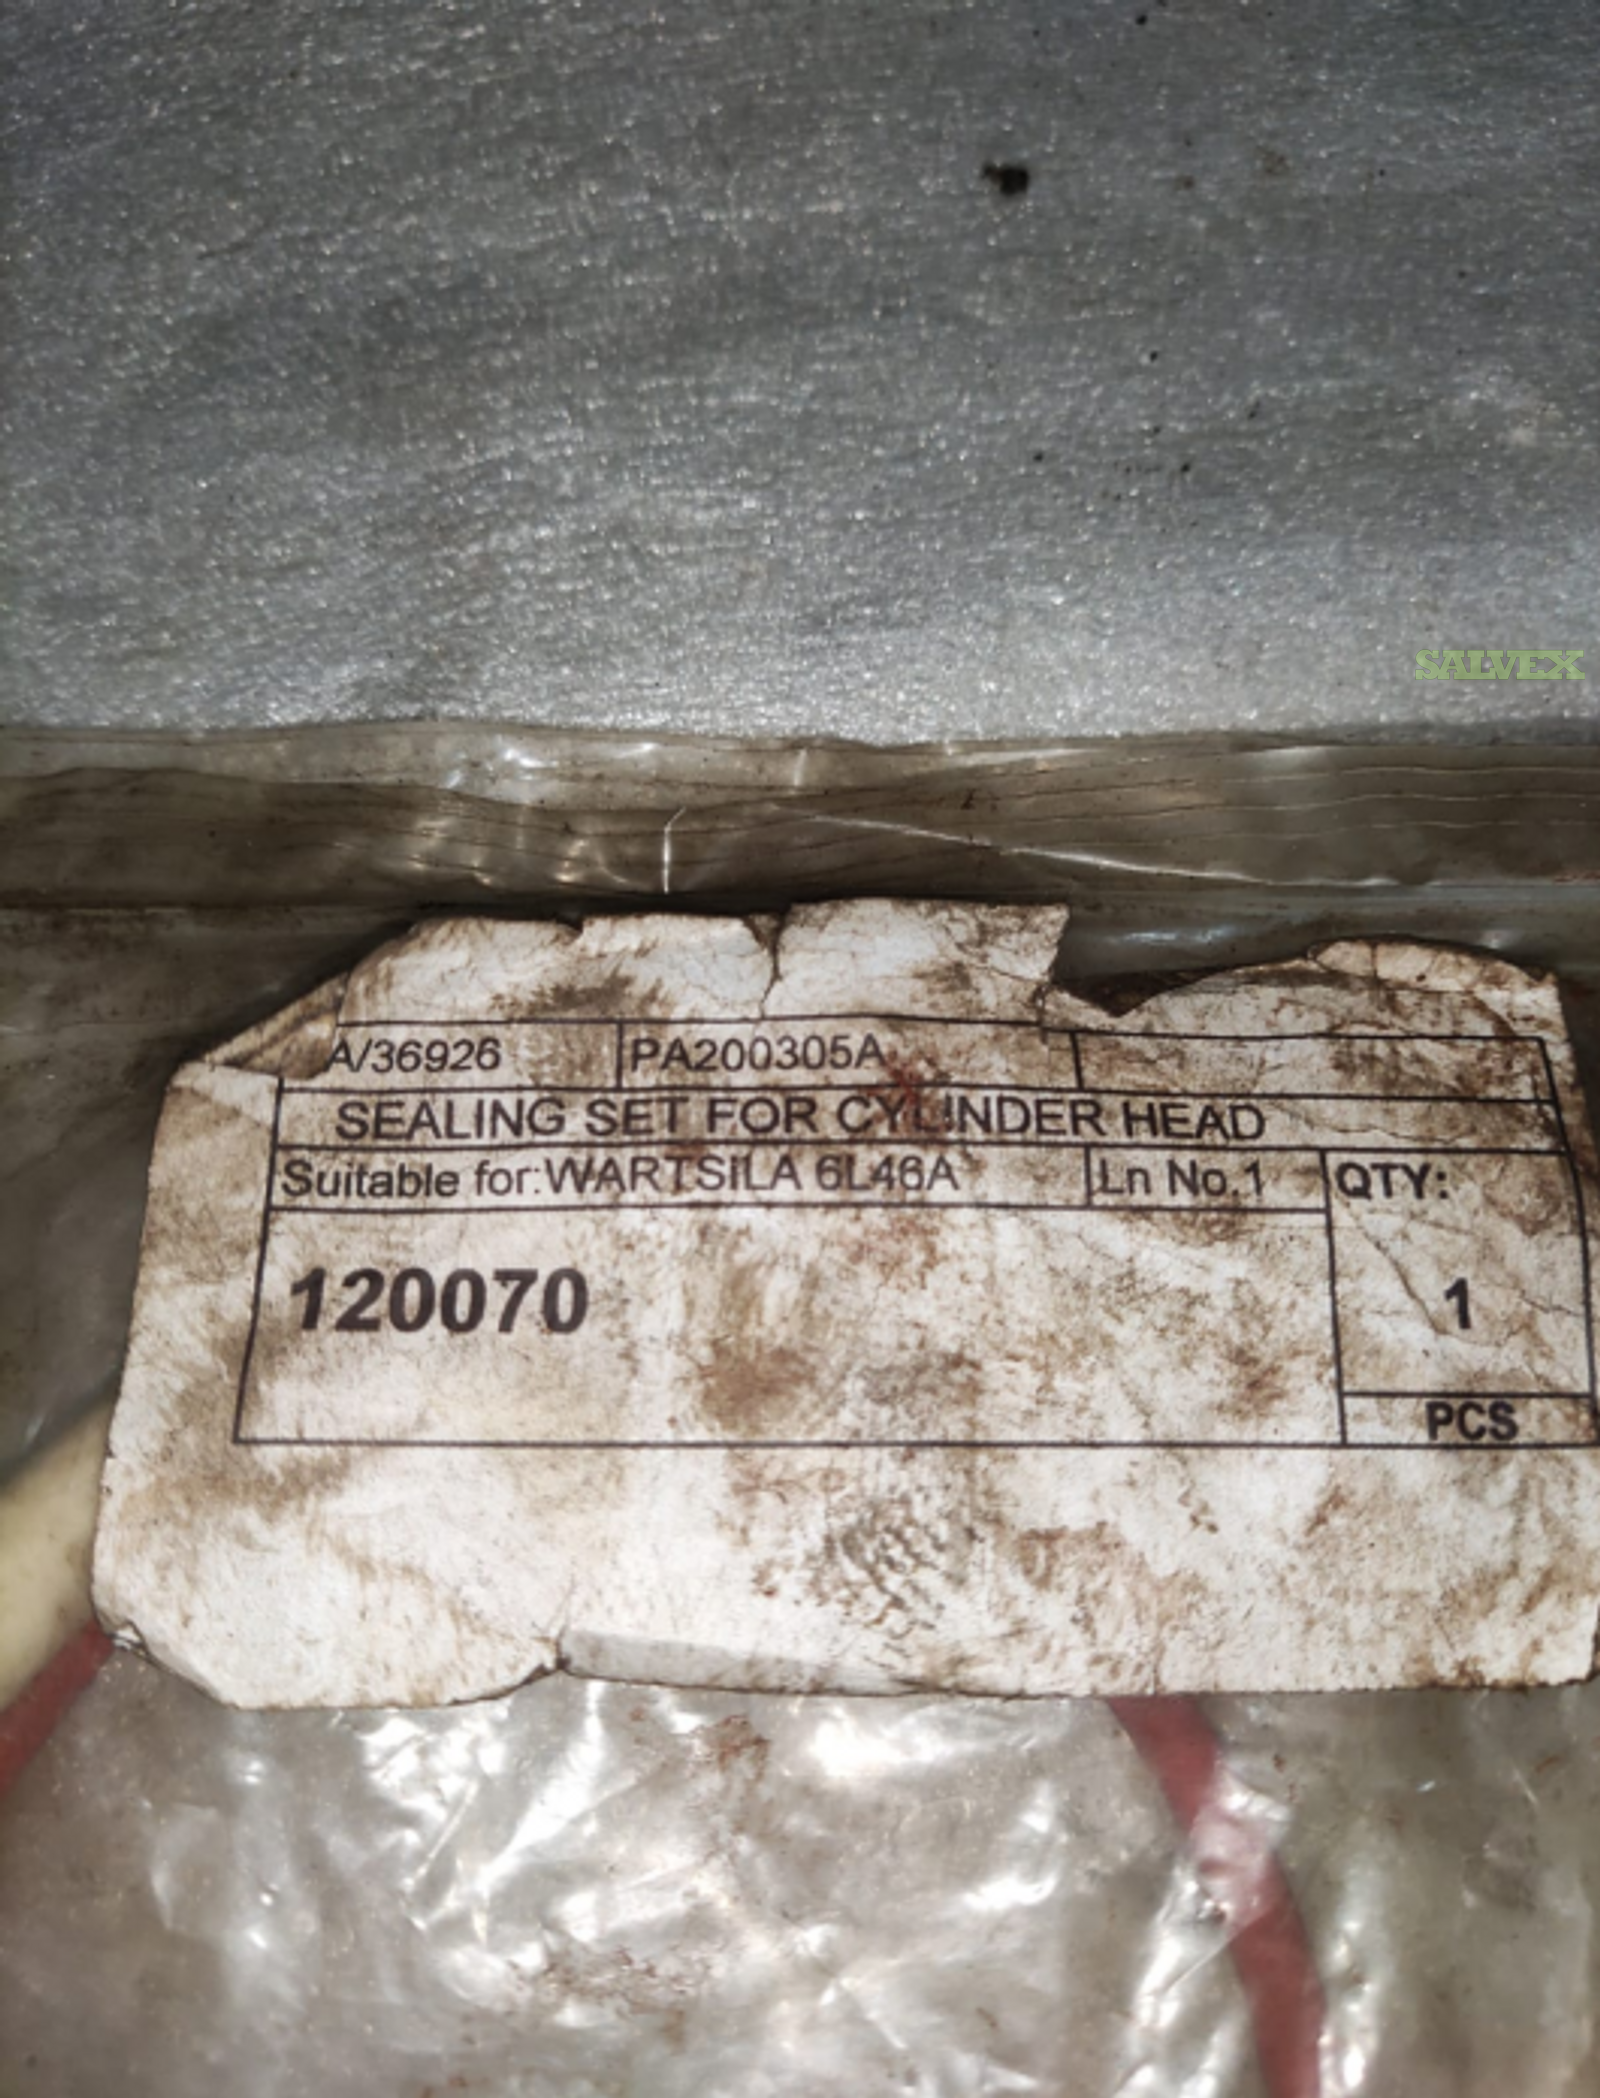 SALVEX
A/36926 PA200305A
SEALING SET FOR CYLINDER HEAD
Suitable for:WARTSILA 6L46A Ln No.1 QTY:
120070 1
PCS